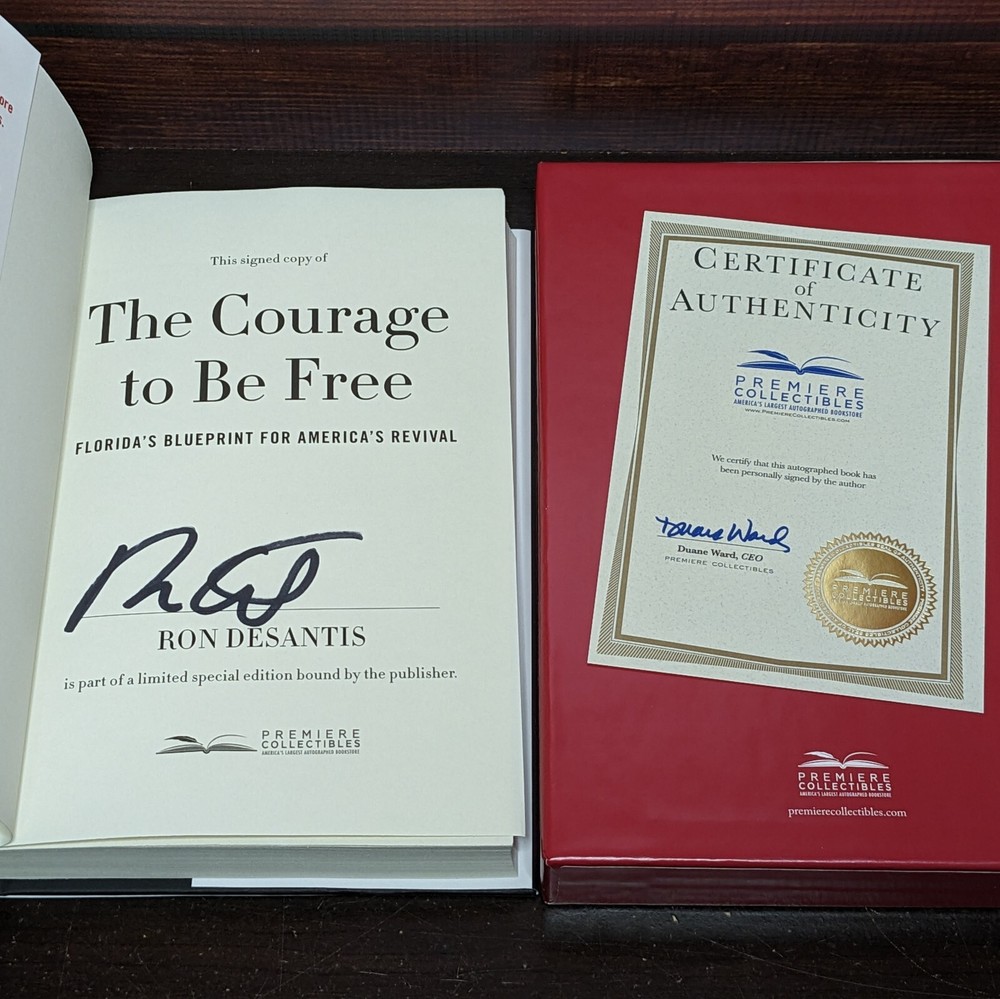 ore
s.
This signed copy of
The Courage
to Be Free
FLORIDA'S BLUEPRINT FOR AMERICA'S REVIVAL
RON DESANTIS
is part of a limited special edition bound by the publisher.
PREMIERE
COLLECTIBLES
AMERICA'S LARGEST AUTOGRAPHED BOOKSTORE
CERTIFICATE
of
AUTHENTICITY
PREMIERE
COLLECTIBLES
AMERICA'S LARGEST AUTOGRAPHED BOOKSTORE
www.PremiereCollectibles.com
We certify that this autographed book has
been personally signed by the author
Duane Ward
Duane Ward, CEO
PREMIERE COLLECTIBLES
PREMIERE
COLLECTIBLES
PREMIERE
COLLECTIBLES
AMERICA'S LARGEST AUTOGRAPHED BOOKSTORE
premierecollectibles.com